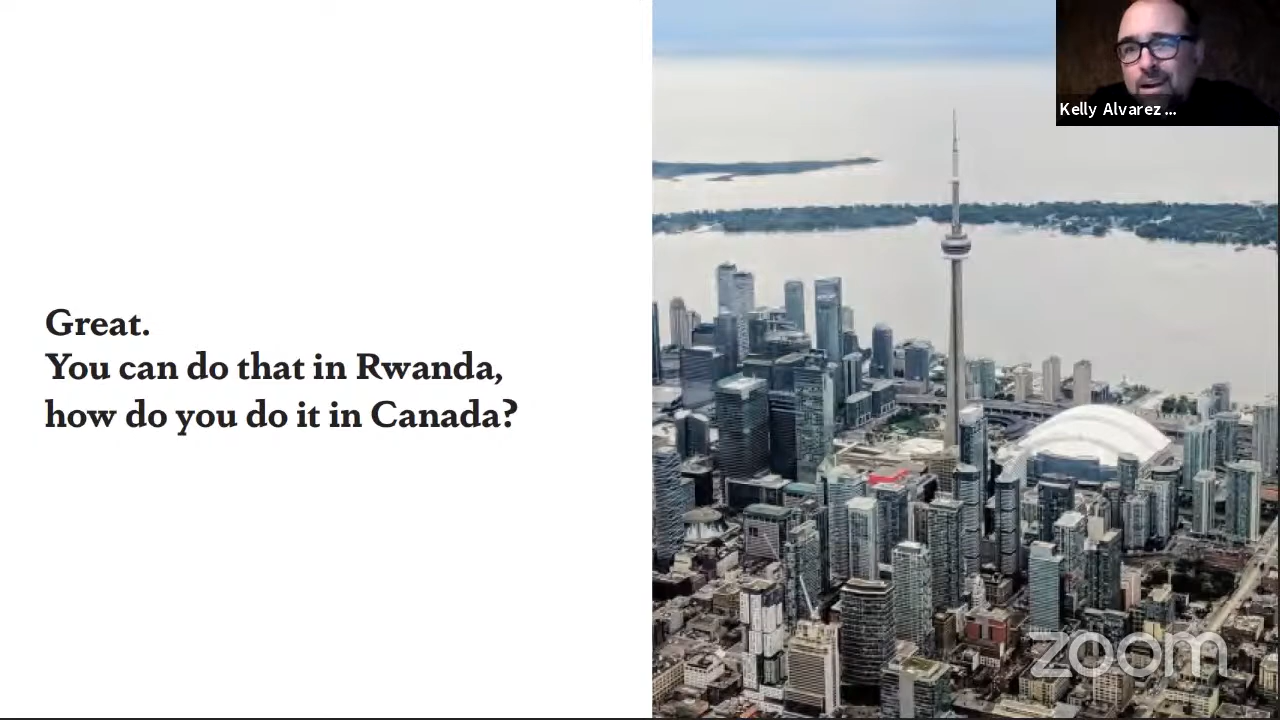 Kelly Alvarez ...
Great.
You can do that in Rwanda,
how do you do it in Canada?
zoom